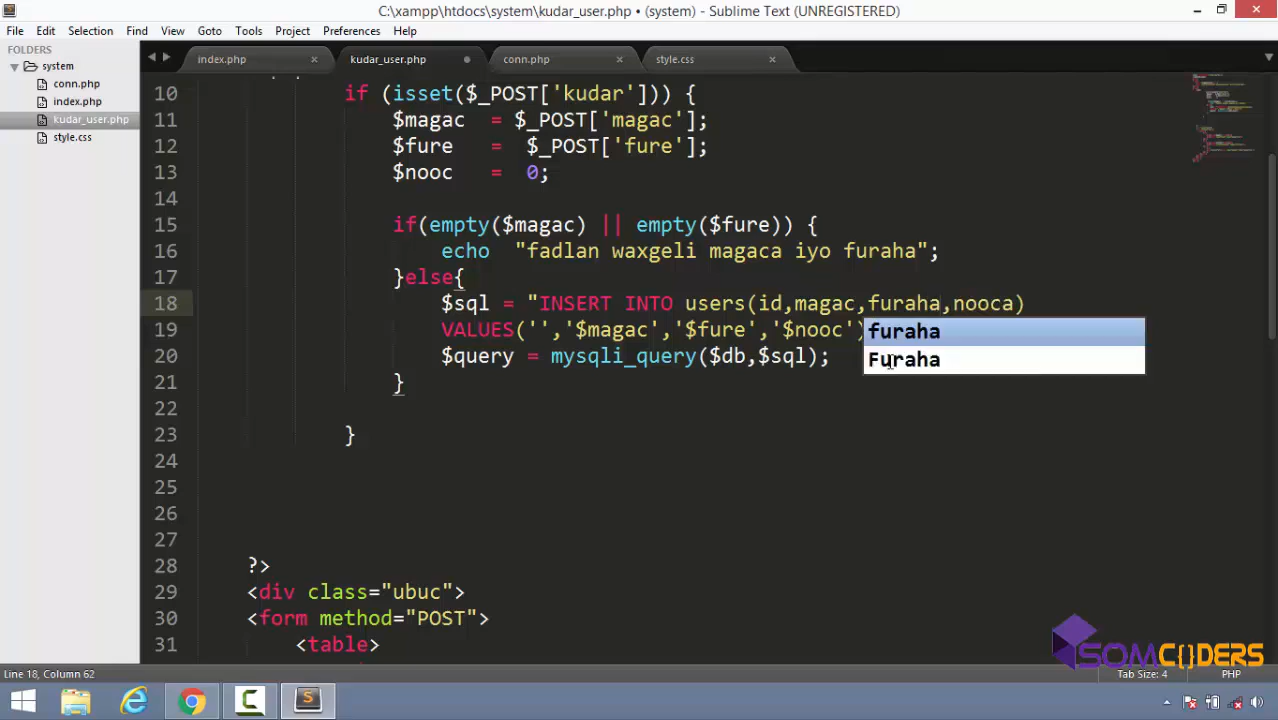 C:\xampp\htdocs\system\kudar_user.php • (system) - Sublime Text (UNREGISTERED)
File Edit Selection Find View Goto Tools Project Preferences Help
FOLDERS
system
conn.php
index.php
kudar_user.php
style.css
index.php kudar_user.php conn.php style.css
10 if (isset($_POST['kudar'])) {
11 $magac = $_POST['magac'];
12 $fure = $_POST['fure'];
13 $nooc = 0;
14
15 if(empty($magac) || empty($fure)) {
16 echo "fadlan waxgeli magaca iyo furaha";
17 }else{
18 $sql = "INSERT INTO users(id,magac,furaha,nooca)
19 VALUES('','$magac','$fure','$nooc')
20 $query = mysqli_query($db,$sql);
21 }
22
23 }
24
25
26
27
28 ?>
29 <div class="ubuc">
30 <form method="POST">
31 <table>
furaha
Furaha
SOMC{}DERS
Line 18, Column 62
Tab Size: 4 PHP